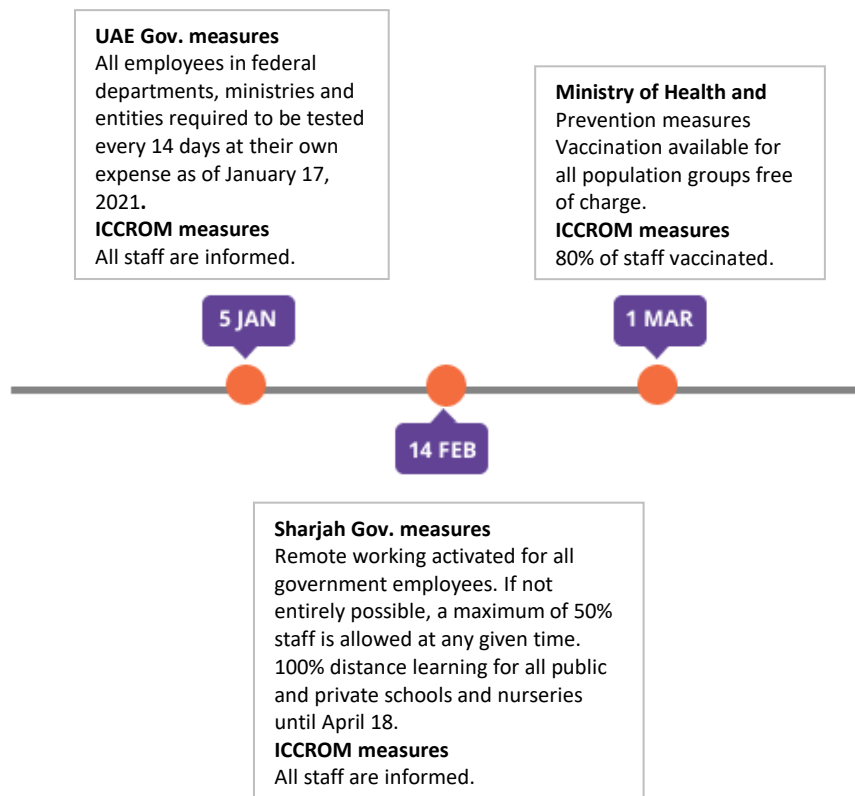 UAE Gov. measures
All employees in federal
departments, ministries and
entities required to be tested
every 14 days at their own
expense as of January 17,
2021.
ICCROM measures
All staff are informed.
Ministry of Health and
Prevention measures
Vaccination available for
all population groups free
of charge.
ICCROM measures
80% of staff vaccinated.
5 JAN
1 MAR
14 FEB
Sharjah Gov. measures
Remote working activated for all
government employees. If not
entirely possible, a maximum of 50%
staff is allowed at any given time.
100% distance learning for all public
and private schools and nurseries
until April 18.
ICCROM measures
All staff are informed.